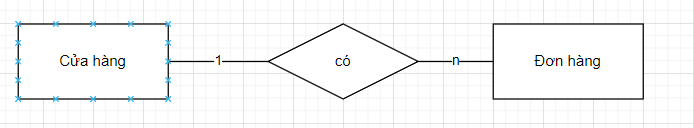 Cửa hàng
1
có
n
Đơn hàng